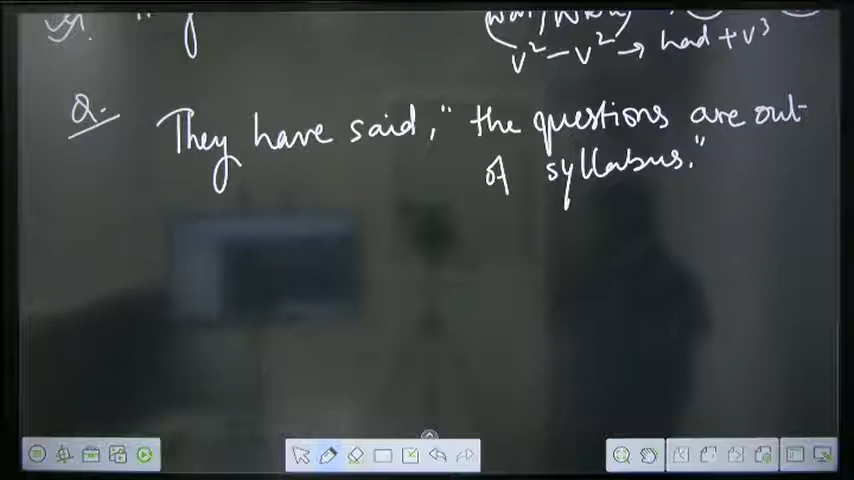 v² – v² → had + v³
Q. They have said, " the questions are out
of syllabus."